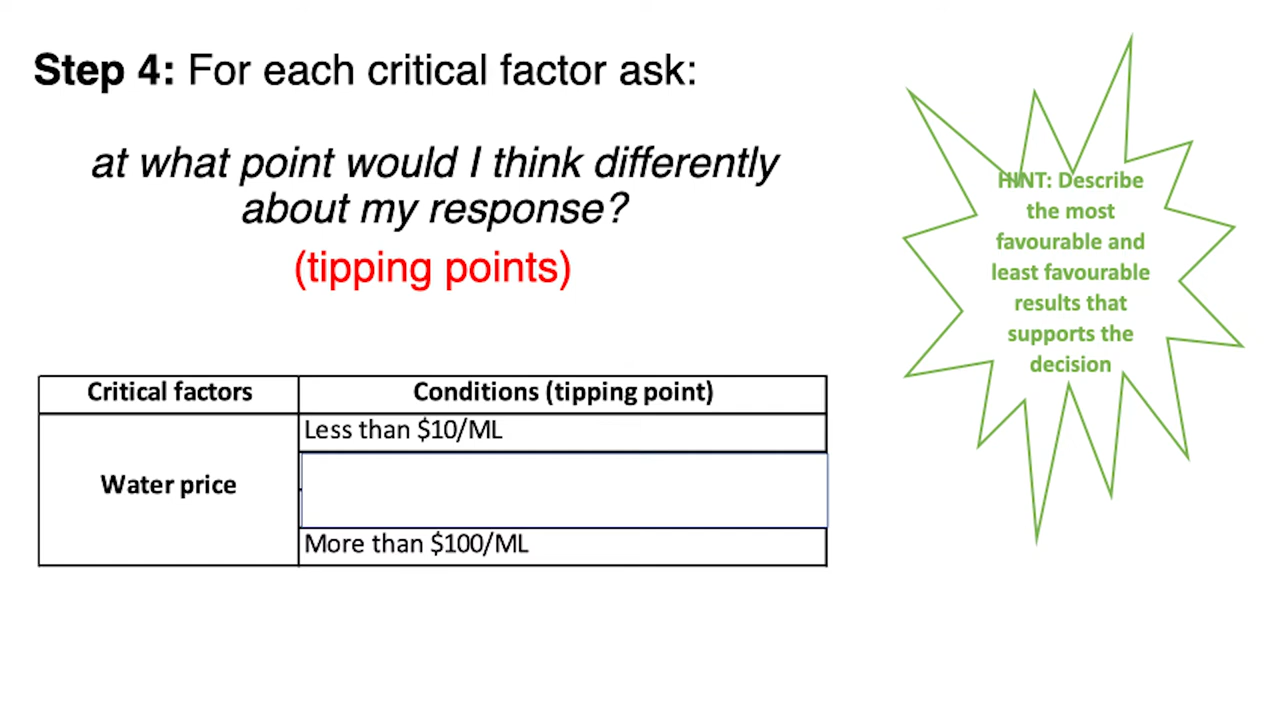 Step 4: For each critical factor ask:
at what point would I think differently
about my response?
(tipping points)
HINT: Describe
the most
favourable and
least favourable
results that
supports the
decision
Critical factors Conditions (tipping point)
Less than $10/ML
Water price
More than $100/ML